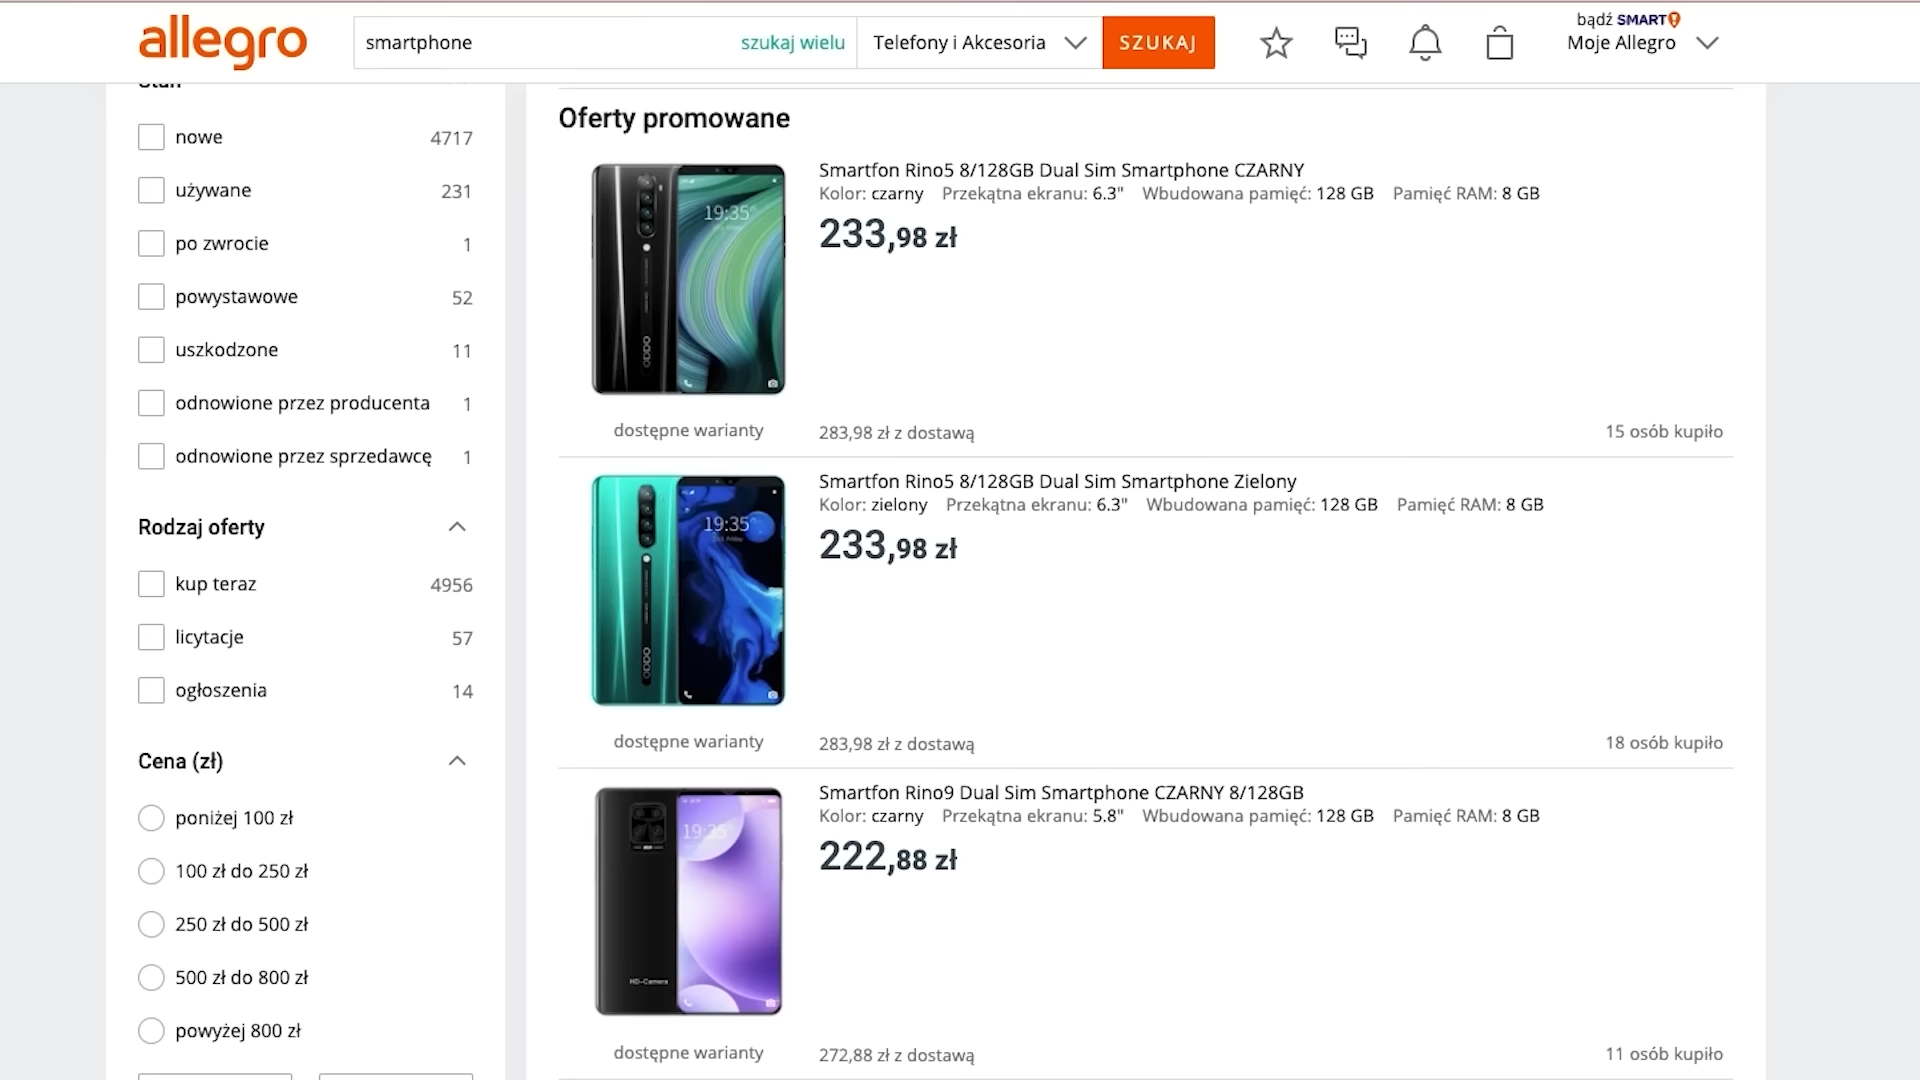 allegro
smartphone
szukaj wielu
Telefony i Akcesoria
SZUKAJ
bądź SMART!
Moje Allegro
Stan
nowe 4717
używane 231
po zwrocie 1
powystawowe 52
uszkodzone 11
odnowione przez producenta 1
odnowione przez sprzedawcę 1
Rodzaj oferty
kup teraz 4956
licytacje 57
ogłoszenia 14
Cena (zł)
poniżej 100 zł
100 zł do 250 zł
250 zł do 500 zł
500 zł do 800 zł
powyżej 800 zł
Oferty promowane
Smartfon Rino5 8/128GB Dual Sim Smartphone CZARNY
Kolor: czarny Przekątna ekranu: 6.3" Wbudowana pamięć: 128 GB Pamięć RAM: 8 GB
233,98 zł
19:35
ODDO
dostępne warianty
283,98 zł z dostawą
15 osób kupiło
Smartfon Rino5 8/128GB Dual Sim Smartphone Zielony
Kolor: zielony Przekątna ekranu: 6.3" Wbudowana pamięć: 128 GB Pamięć RAM: 8 GB
233,98 zł
19:35
ODDO
dostępne warianty
283,98 zł z dostawą
18 osób kupiło
Smartfon Rino9 Dual Sim Smartphone CZARNY 8/128GB
Kolor: czarny Przekątna ekranu: 5.8" Wbudowana pamięć: 128 GB Pamięć RAM: 8 GB
222,88 zł
19:35
HD-Camera
dostępne warianty
272,88 zł z dostawą
11 osób kupiło